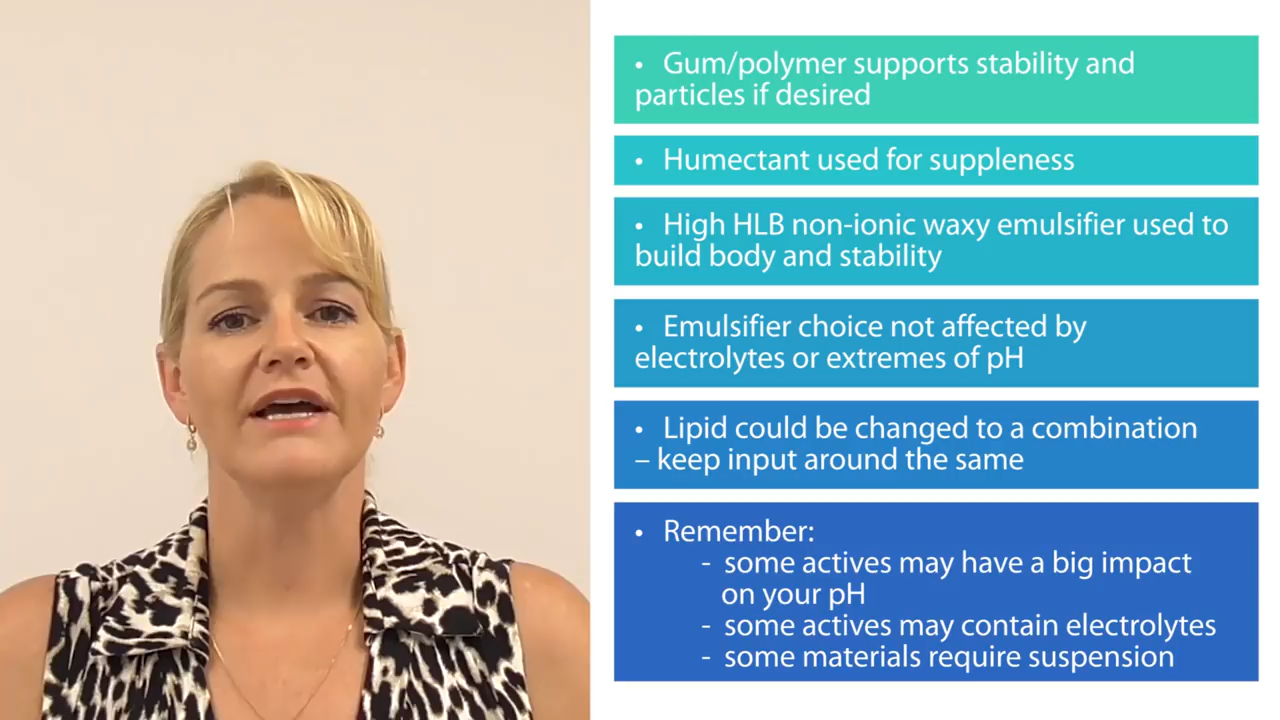 • Gum/polymer supports stability and
particles if desired
• Humectant used for suppleness
• High HLB non-ionic waxy emulsifier used to
build body and stability
• Emulsifier choice not affected by
electrolytes or extremes of pH
• Lipid could be changed to a combination
– keep input around the same
• Remember:
- some actives may have a big impact
on your pH
- some actives may contain electrolytes
- some materials require suspension